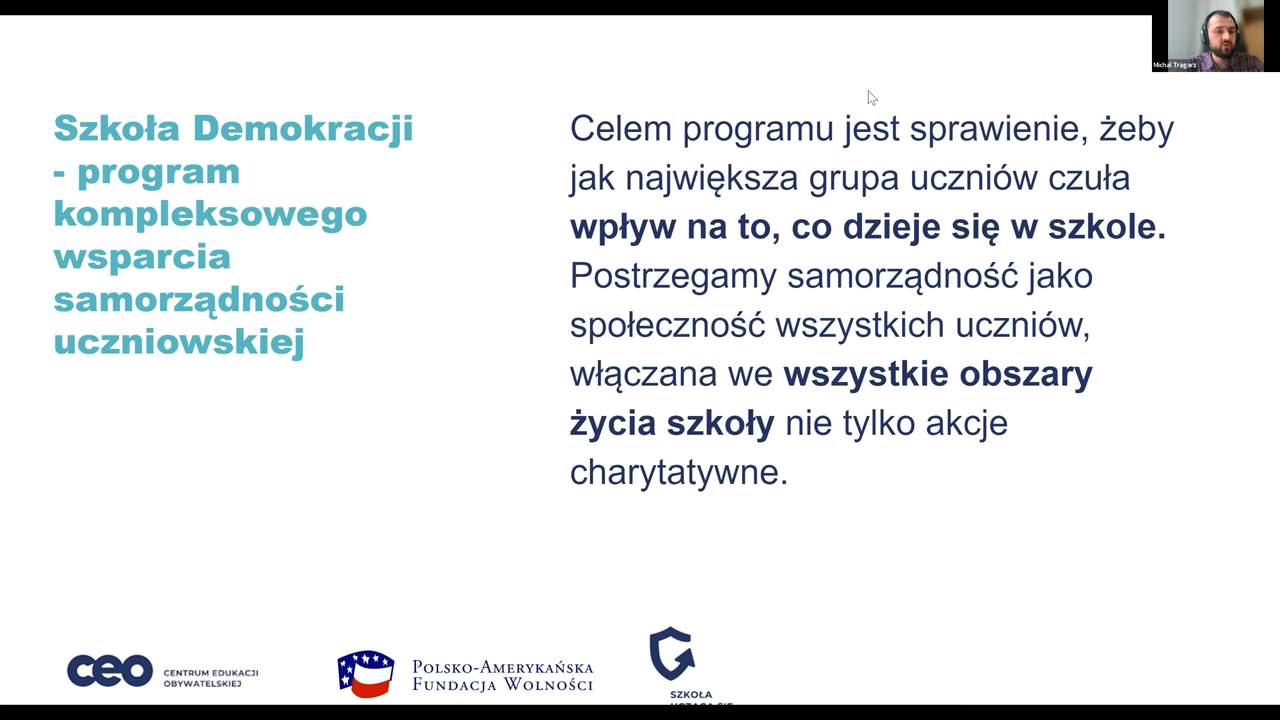 Michał Tragarz
Szkoła Demokracji
- program
kompleksowego
wsparcia
samorządności
uczniowskiej
Celem programu jest sprawienie, żeby
jak największa grupa uczniów czuła
wpływ na to, co dzieje się w szkole.
Postrzegamy samorządność jako
społeczność wszystkich uczniów,
włączana we wszystkie obszary
życia szkoły nie tylko akcje
charytatywne.
ceo
CENTRUM EDUKACJI
OBYWATELSKIEJ
POLSKO-AMERYKAŃSKA
FUNDACJA WOLNOŚCI
SZKOŁA